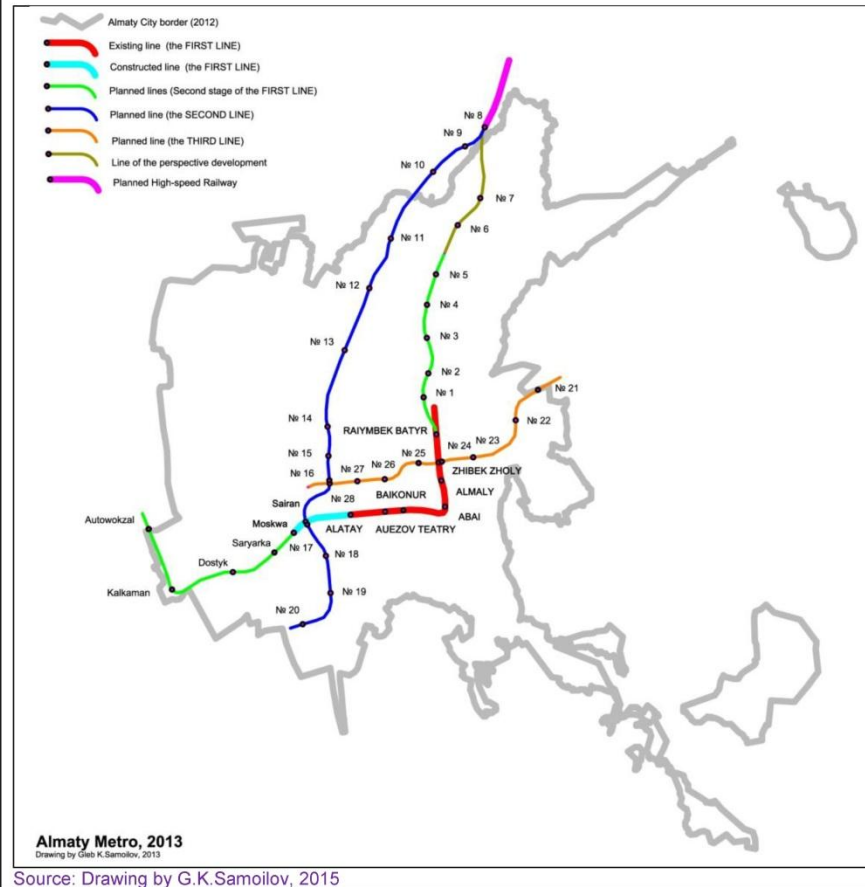 Almaty City border (2012)
Existing line (the FIRST LINE)
Constructed line (the FIRST LINE)
Planned lines (Second stage of the FIRST LINE)
Planned line (the SECOND LINE)
Planned line (the THIRD LINE)
Line of the perspective development
Planned High-speed Railway
№ 8
№ 9
№ 10
№ 7
№ 6
№ 11
№ 5
№ 12
№ 4
№ 3
№ 13
№ 2
№ 21
№ 1
№ 22
№ 14
RAIYMBEK BATYR
№ 23
№ 24
№ 15
№ 25
№ 26
ZHIBEK ZHOLY
№ 16
№ 27
ALMALY
№ 28
BAIKONUR
Sairan
ABAI
Autowokzal
Moskwa
ALATAY
AUEZOV TEATRY
Saryarka
№ 17
№ 18
Dostyk
Kalkaman
№ 19
№ 20
Almaty Metro, 2013
Drawing by Gleb K.Samoilov, 2013
Source: Drawing by G.K.Samoilov, 2015